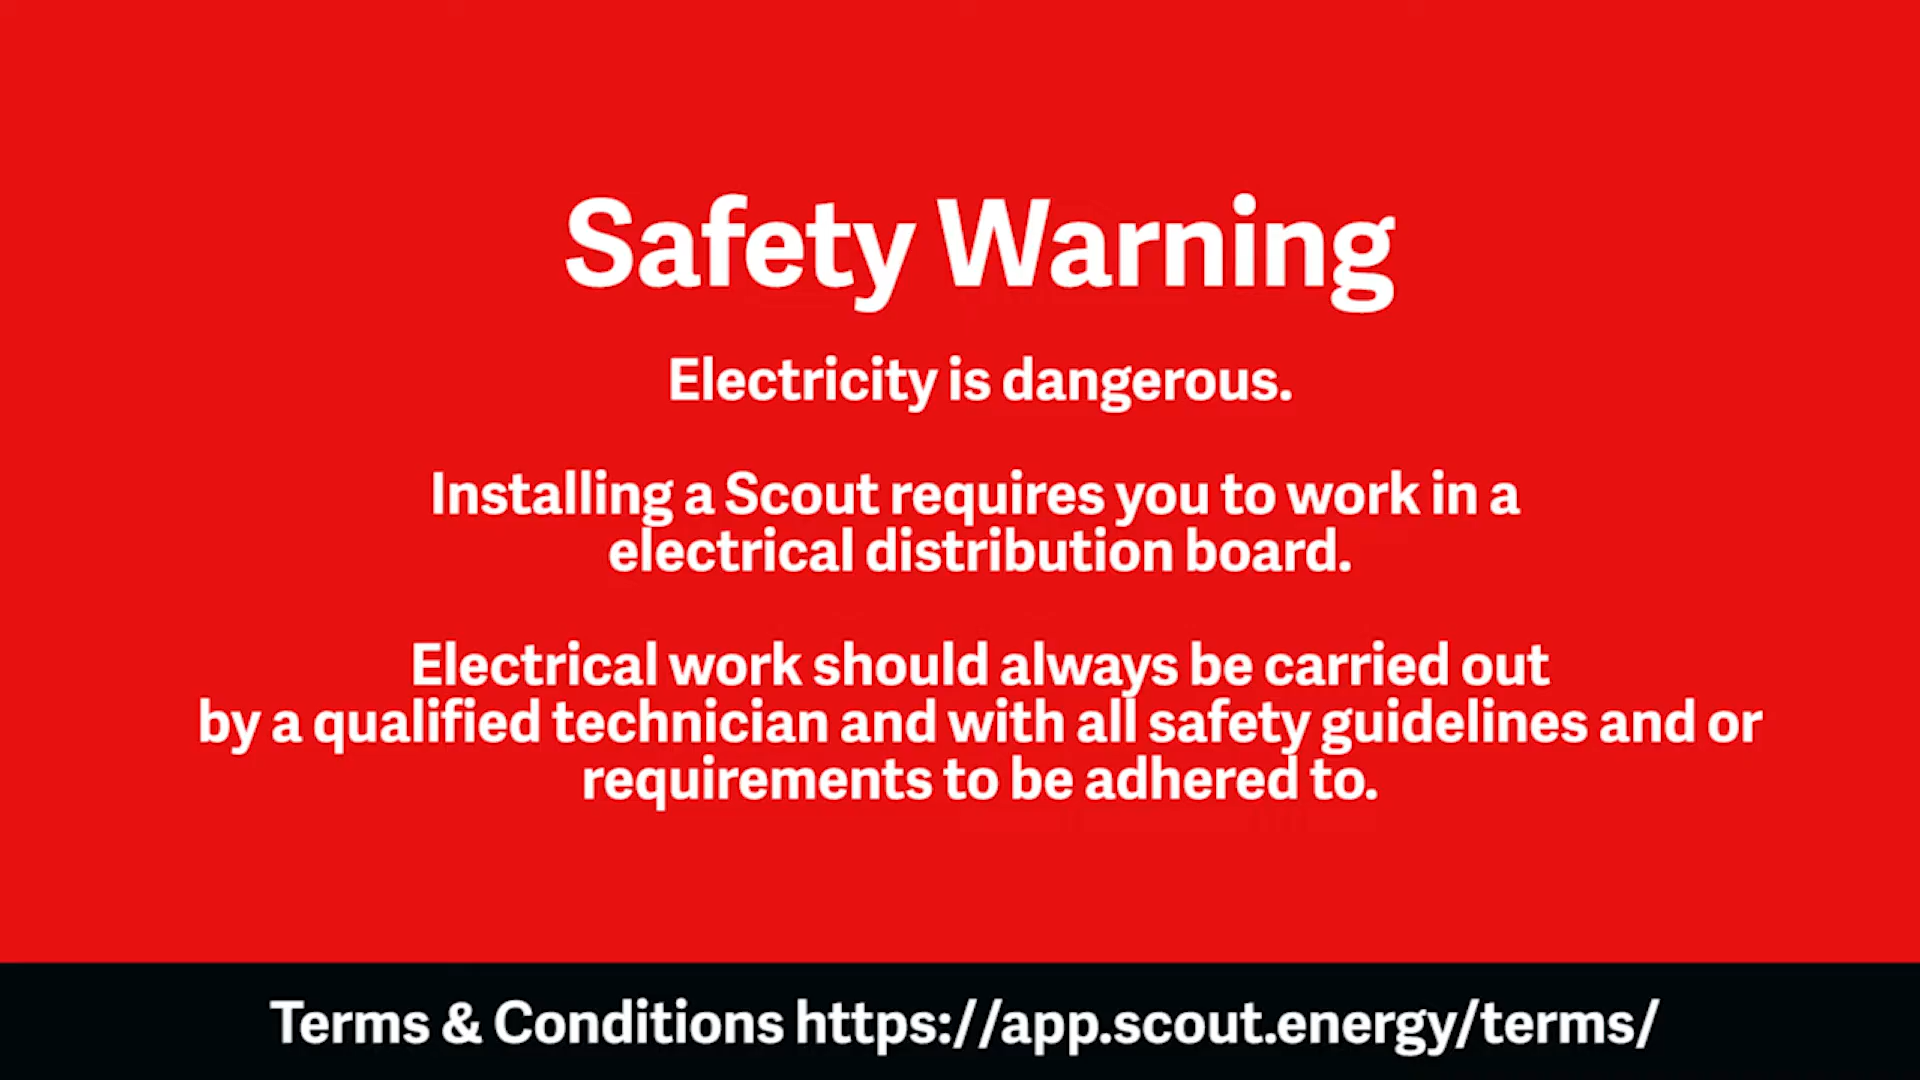 Safety Warning
Electricity is dangerous.
Installing a Scout requires you to work in a
electrical distribution board.
Electrical work should always be carried out
by a qualified technician and with all safety guidelines and or
requirements to be adhered to.
Terms & Conditions https://app.scout.energy/terms/